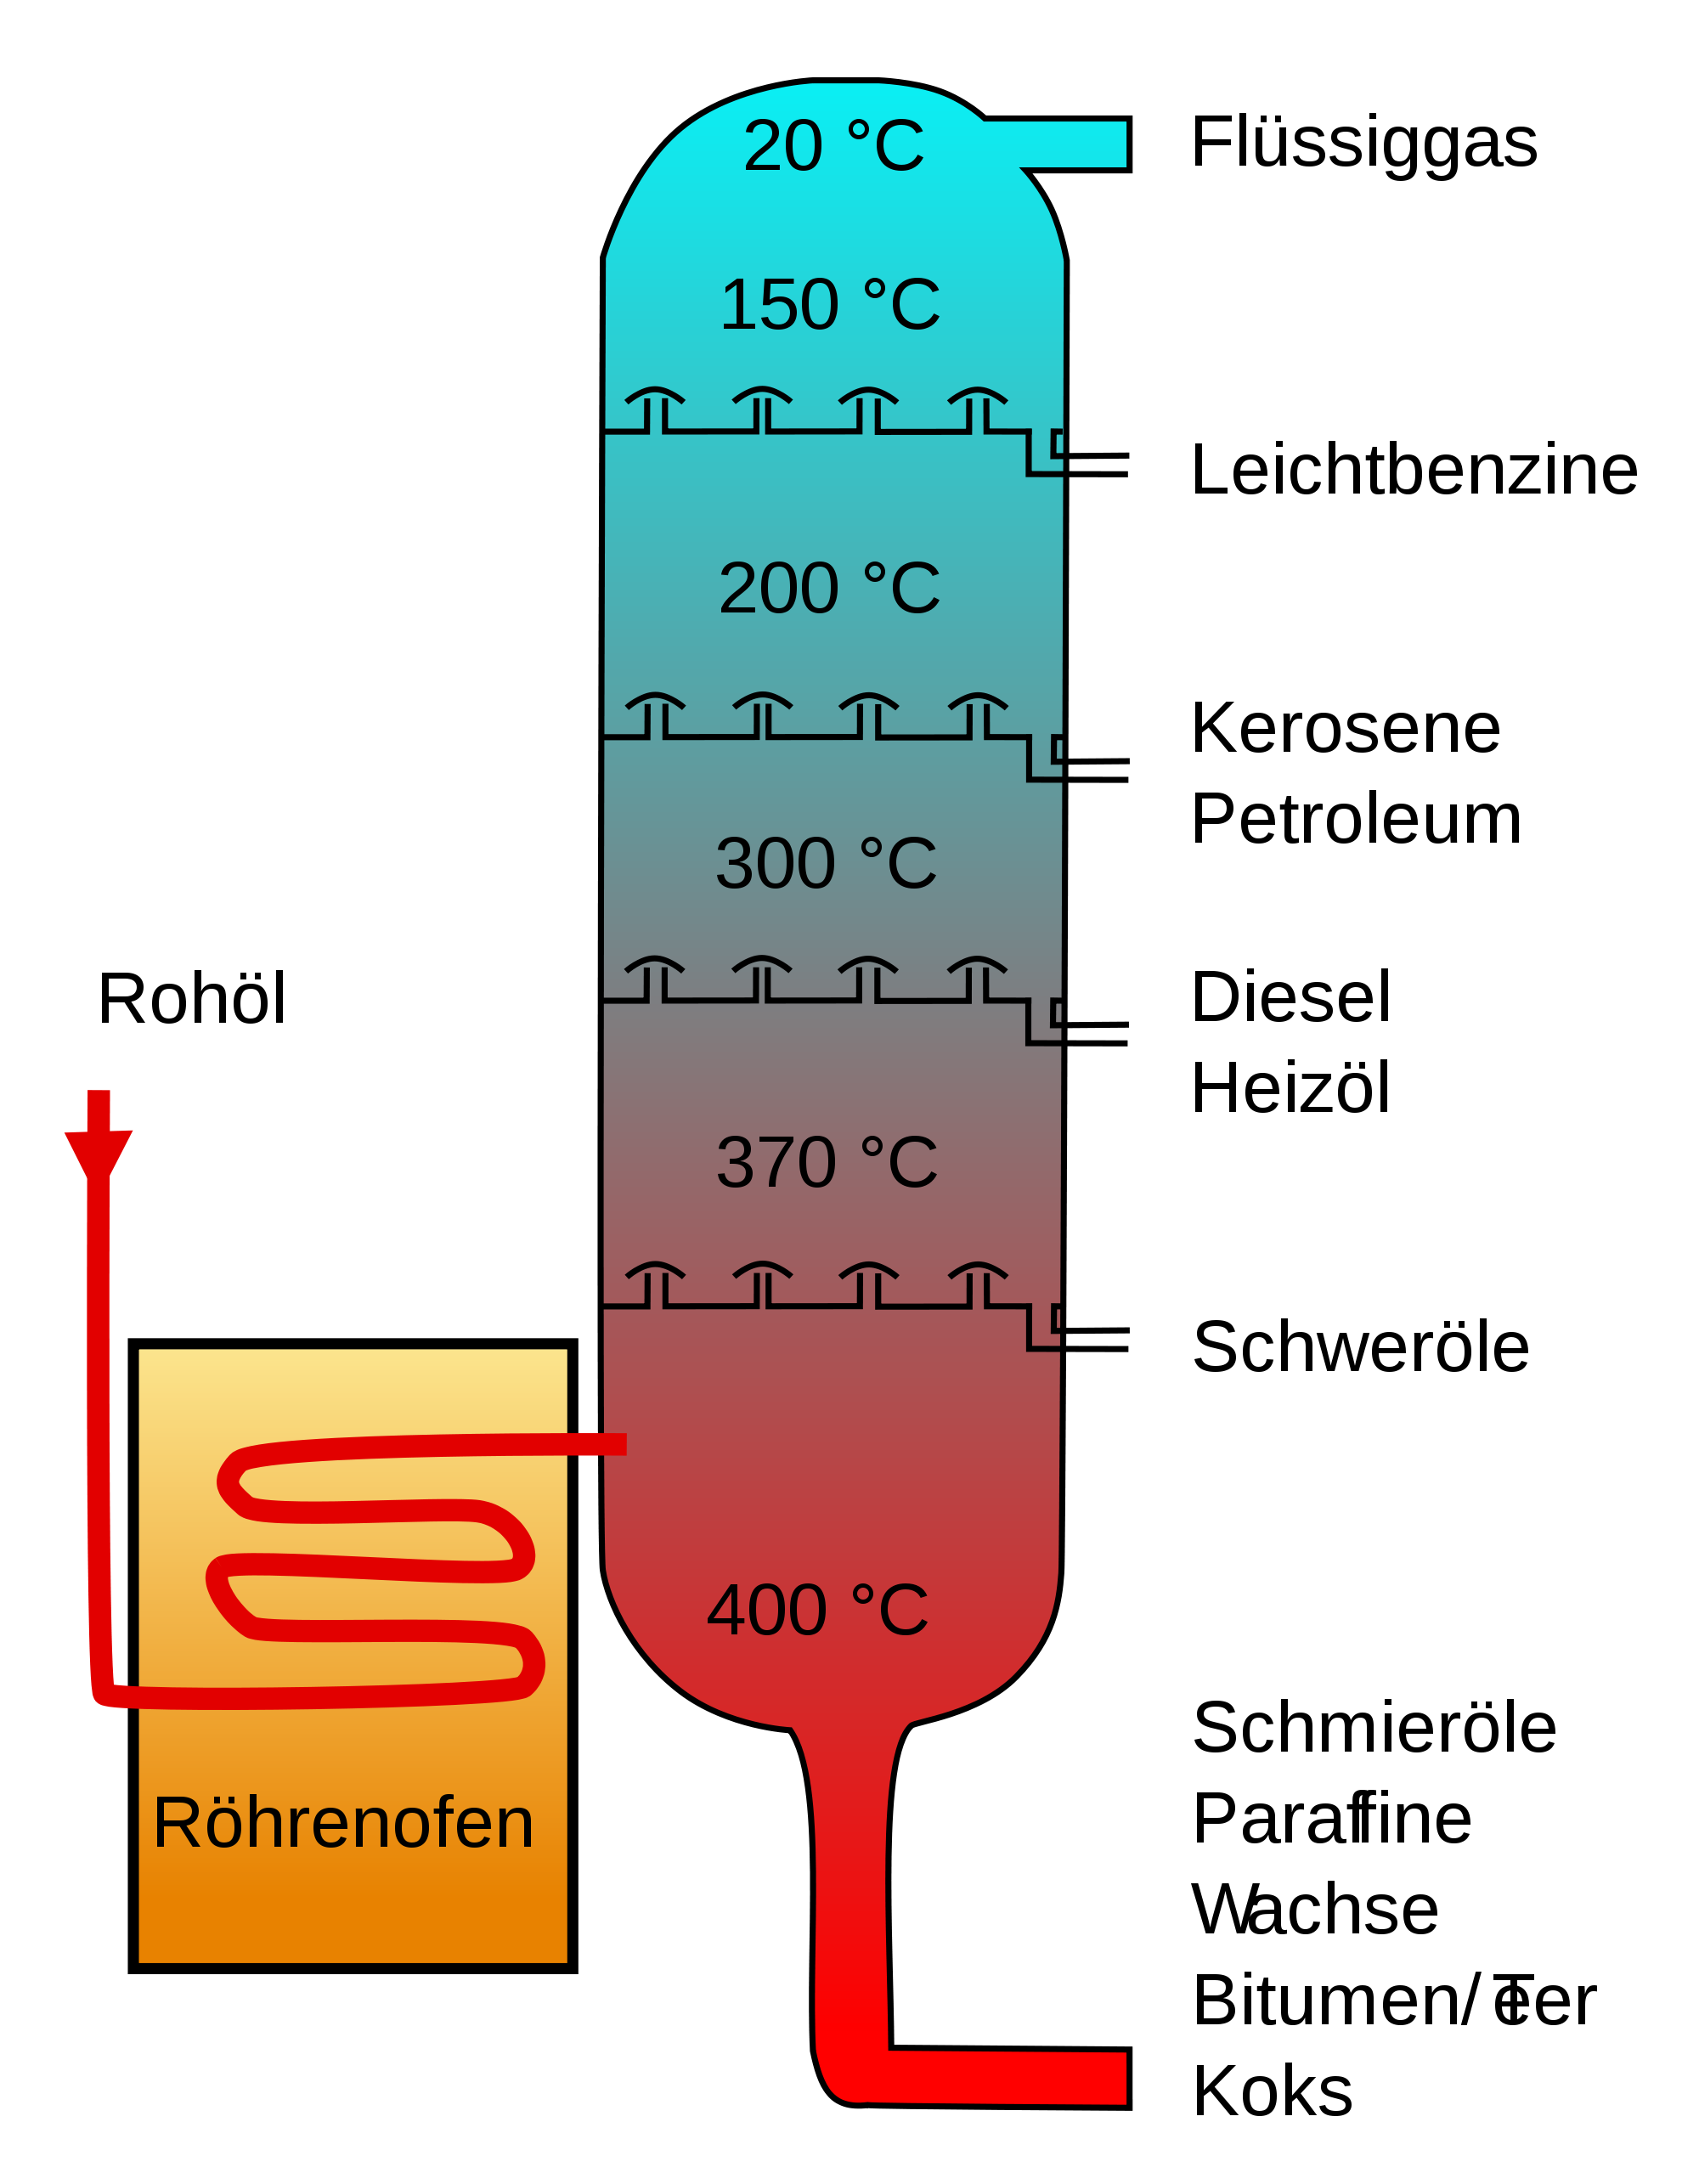 20 °C
Flüssiggas
150 °C
Leichtbenzine
200 °C
Kerosene
Petroleum
300 °C
Rohöl
Diesel
Heizöl
370 °C
Schweröle
400 °C
Röhrenofen
Schmieröle
Paraffine
Wachse
Bitumen/Teer
Koks